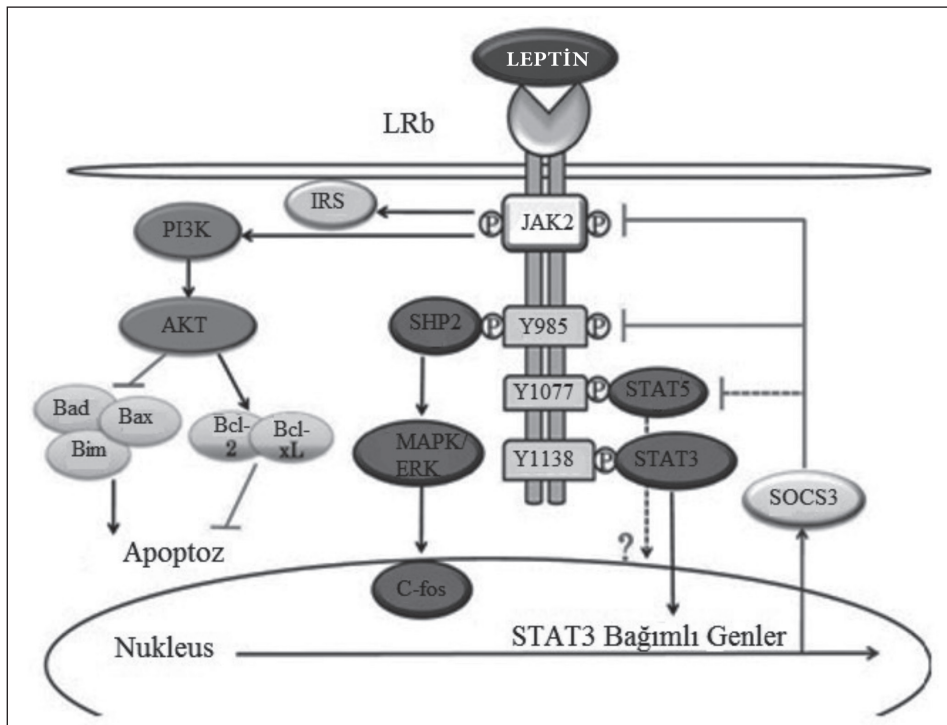 LEPTİN
LRb
IRS
P
JAK2
P
PI3K
AKT
SHP2
P
Y985
P
Bad
Bax
Bim
Bcl-
2
Bcl-
xL
Y1077
P
STAT5
MAPK/
ERK
Y1138
P
STAT3
SOCS3
Apoptoz
?
C-fos
Nukleus
STAT3 Bağımlı Genler